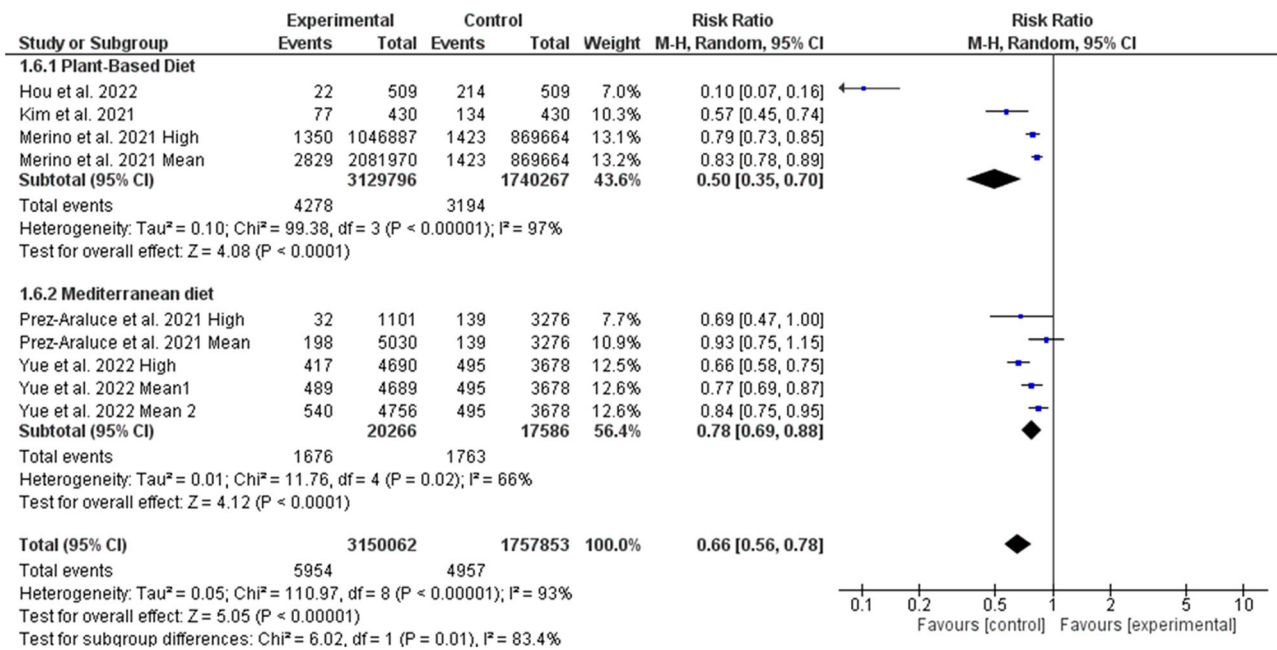 Experimental Control Risk Ratio Risk Ratio
Study or Subgroup Events Total Events Total Weight M-H, Random, 95% CI M-H, Random, 95% CI
1.6.1 Plant-Based Diet
Hou et al. 2022 22 509 214 509 7.0% 0.10 [0.07, 0.16]
Kim et al. 2021 77 430 134 430 10.3% 0.57 [0.45, 0.74]
Merino et al. 2021 High 1350 1046887 1423 869664 13.1% 0.79 [0.73, 0.85]
Merino et al. 2021 Mean 2829 2081970 1423 869664 13.2% 0.83 [0.78, 0.89]
Subtotal (95% CI) 3129796 1740267 43.6% 0.50 [0.35, 0.70]
Total events 4278 3194
Heterogeneity: Tau² = 0.10; Chi² = 99.38, df = 3 (P < 0.00001); I² = 97%
Test for overall effect: Z = 4.08 (P < 0.0001)
1.6.2 Mediterranean diet
Prez-Araluce et al. 2021 High 32 1101 139 3276 7.7% 0.69 [0.47, 1.00]
Prez-Araluce et al. 2021 Mean 198 5030 139 3276 10.9% 0.93 [0.75, 1.15]
Yue et al. 2022 High 417 4690 495 3678 12.5% 0.66 [0.58, 0.75]
Yue et al. 2022 Mean1 489 4689 495 3678 12.6% 0.77 [0.69, 0.87]
Yue et al. 2022 Mean 2 540 4756 495 3678 12.6% 0.84 [0.75, 0.95]
Subtotal (95% CI) 20266 17586 56.4% 0.78 [0.69, 0.88]
Total events 1676 1763
Heterogeneity: Tau² = 0.01; Chi² = 11.76, df = 4 (P = 0.02); I² = 66%
Test for overall effect: Z = 4.12 (P < 0.0001)
Total (95% CI) 3150062 1757853 100.0% 0.66 [0.56, 0.78]
Total events 5954 4957
Heterogeneity: Tau² = 0.05; Chi² = 110.97, df = 8 (P < 0.00001); I² = 93%
Test for overall effect: Z = 5.05 (P < 0.00001)
Test for subgroup differences: Chi² = 6.02, df = 1 (P = 0.01), I² = 83.4%
0.1 0.2 0.5 1 2 5 10
Favours [control] Favours [experimental]